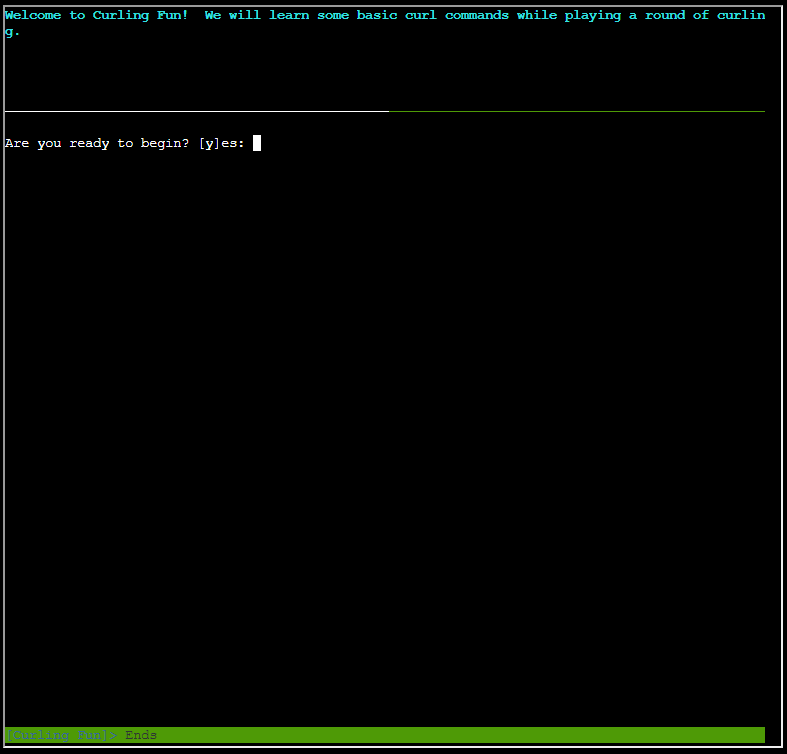 Welcome to Curling Fun!  We will learn some basic curl commands while playing a round of curlin
g.
Are you ready to begin? [y]es:
[Curling Fun]> Ends